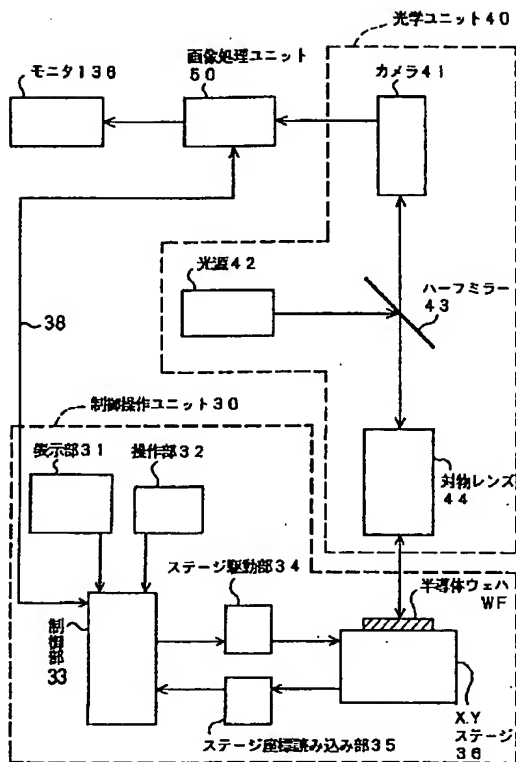 光学ユニット40
画像処理ユニット
50
モニタ136
カメラ41
光源42
ハーフミラー
43
38
制御操作ユニット30
表示部31
操作部32
対物レンズ
44
ステージ駆動部34
半導体ウェハ
WF
制御部
33
ステージ座標読み込み部35
X.Y
ステージ
36